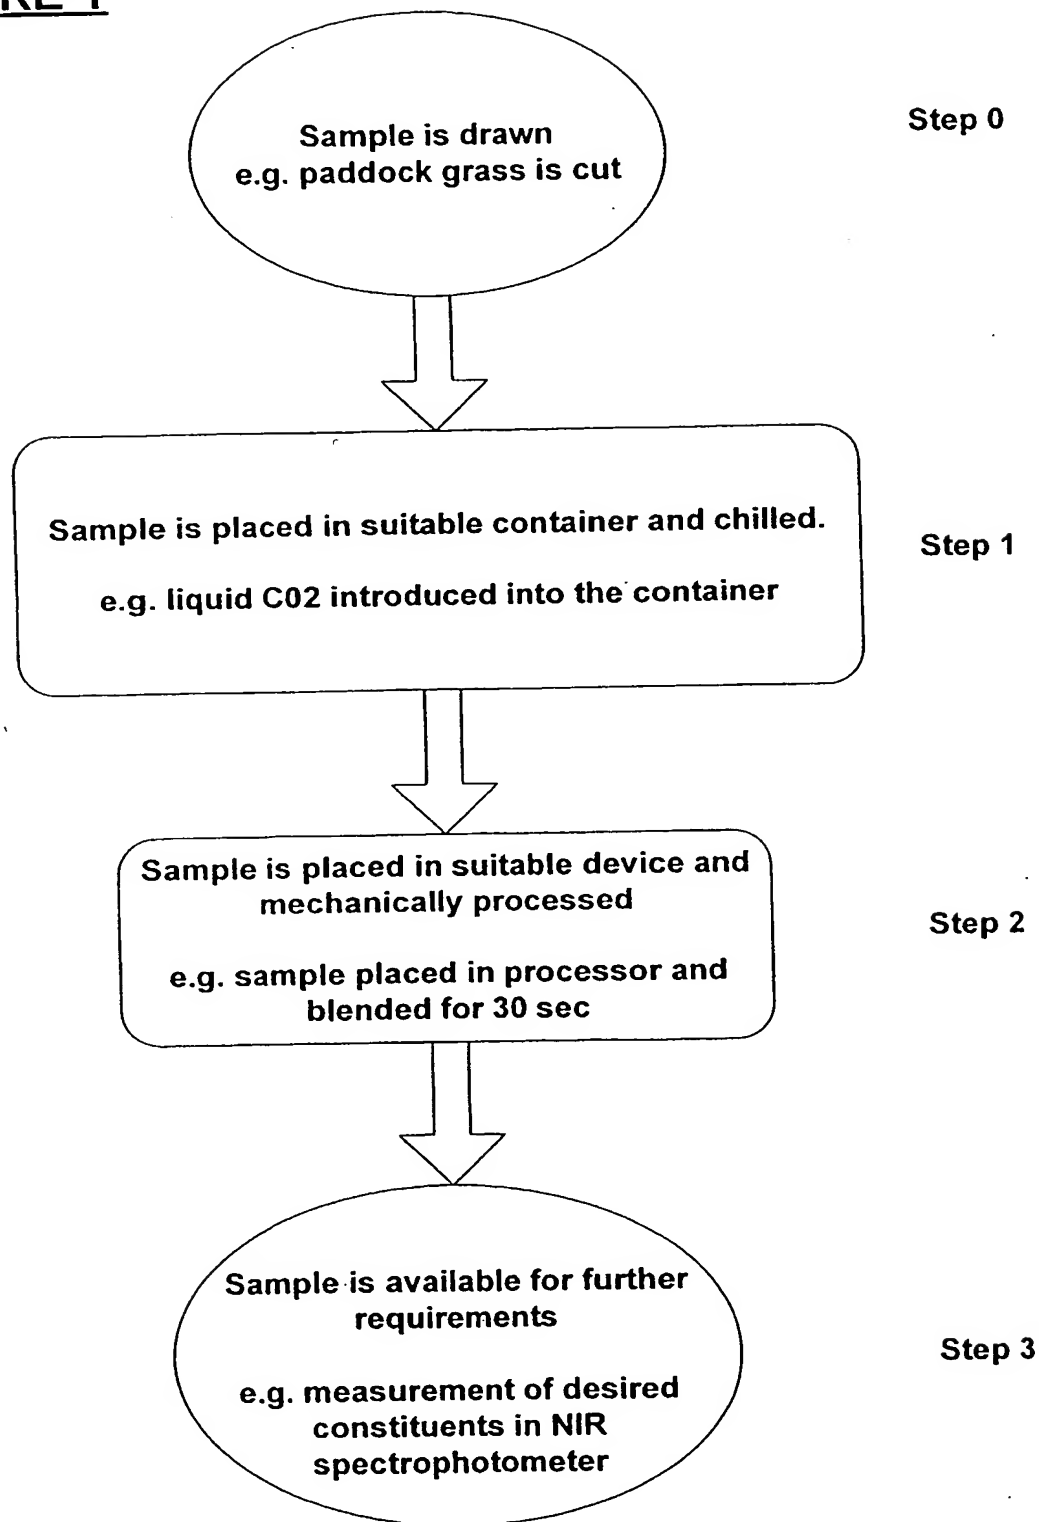 Sample is drawn
e.g. paddock grass is cut
Step 0
Sample is placed in suitable container and chilled.
e.g. liquid C02 introduced into the container
Step 1
Sample is placed in suitable device and
mechanically processed
e.g. sample placed in processor and
blended for 30 sec
Step 2
Sample is available for further
requirements
e.g. measurement of desired
constituents in NIR
spectrophotometer
Step 3